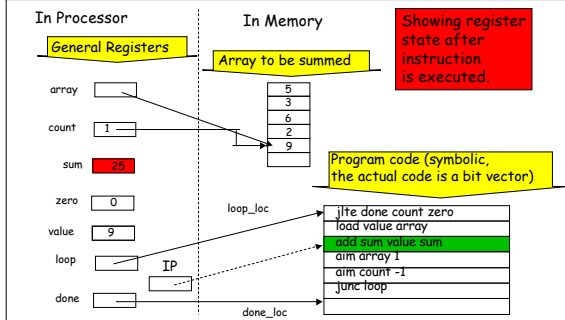 In Processor
In Memory
General Registers
Array to be summed
Showing register
state after
instruction
is executed.
array
count
1
sum
25
zero
0
value
9
loop
IP
done
5
3
6
2
9
Program code (symbolic,
the actual code is a bit vector)
loop_loc
done_loc
jlte done count zero
load value array
add sum value sum
aim array 1
aim count -1
junc loop